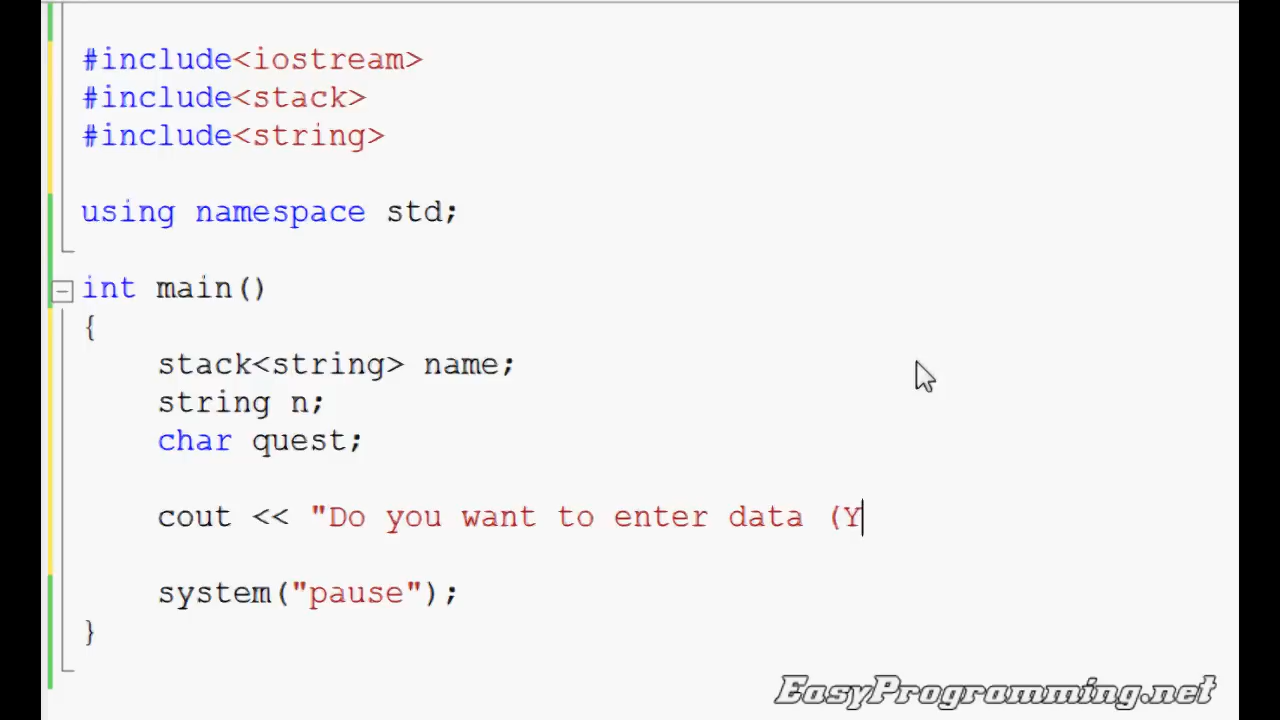 #include<iostream>
#include<stack>
#include<string>
using namespace std;
int main()
{
stack<string> name;
string n;
char quest;
cout << "Do you want to enter data (Y
system("pause");
}
EasyProgramming.net